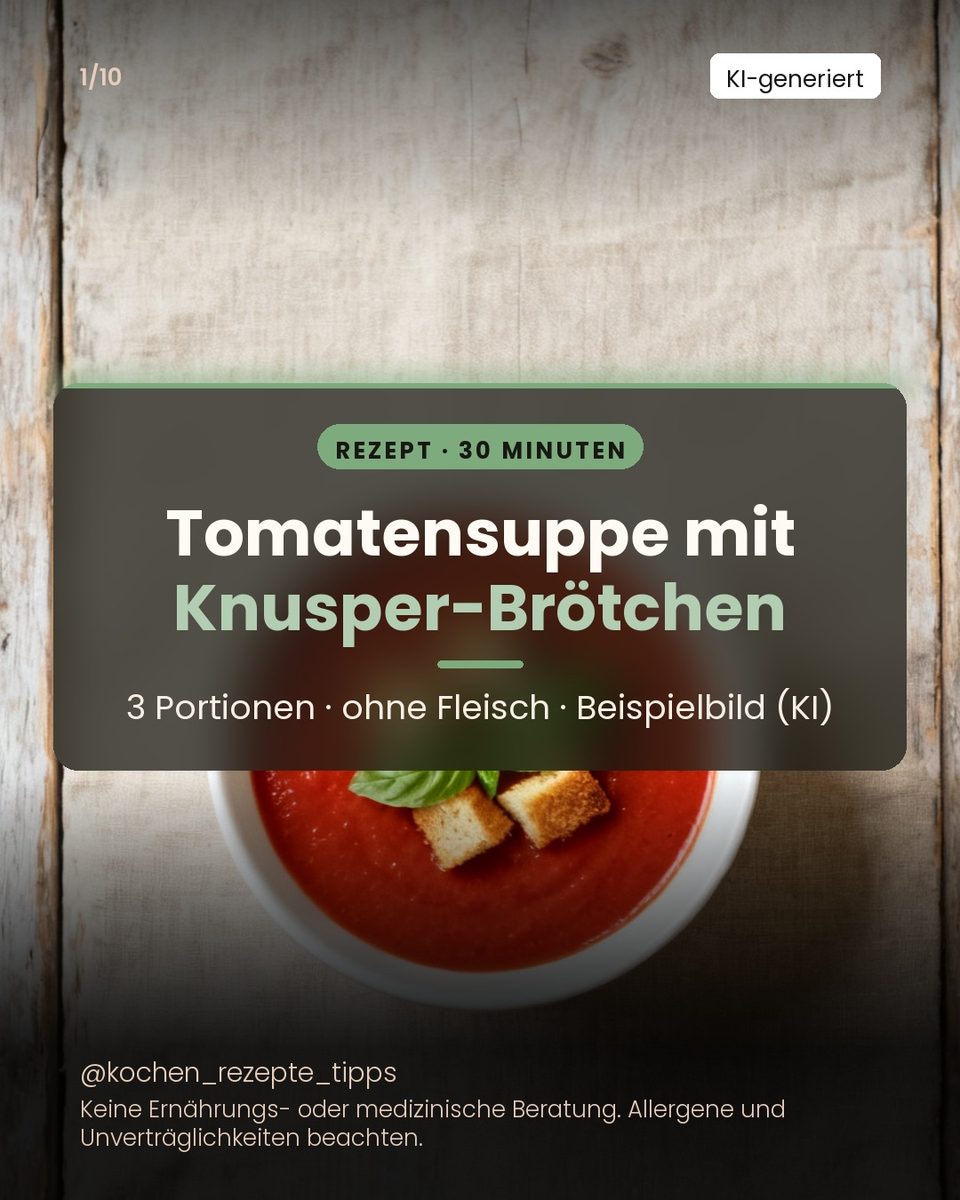 1/10
KI-generiert
REZEPT · 30 MINUTEN
Tomatensuppe mit
Knusper-Brötchen
3 Portionen · ohne Fleisch · Beispielbild (KI)
@kochen_rezepte_tipps
Keine Ernährungs- oder medizinische Beratung. Allergene und
Unverträglichkeiten beachten.